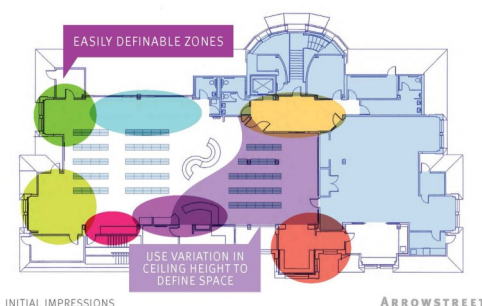 EASILY DEFINABLE ZONES
USE VARIATION IN
CEILING HEIGHT TO
DEFINE SPACE
INITIAL IMPRESSIONS
ARROWSTREET